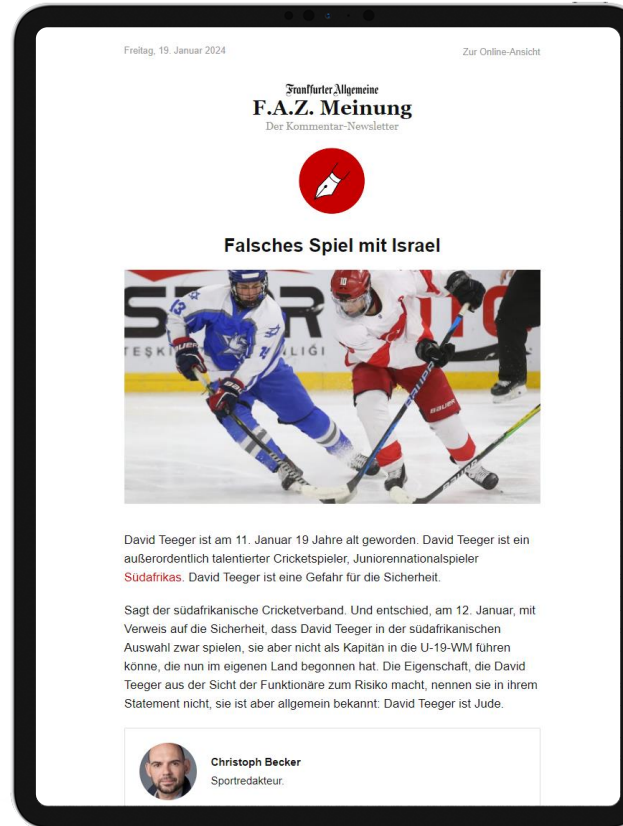 Freitag, 19. Januar 2024
Zur Online-Ansicht
Frankfurter Allgemeine
F.A.Z. Meinung
Der Kommentar-Newsletter
Falsches Spiel mit Israel
BAUER
BAUER
David Teeger ist am 11. Januar 19 Jahre alt geworden. David Teeger ist ein
außerordentlich talentierter Cricketspieler, Juniorennationalspieler
Südafrikas. David Teeger ist eine Gefahr für die Sicherheit.
Sagt der südafrikanische Cricketverband. Und entschied, am 12. Januar, mit
Verweis auf die Sicherheit, dass David Teeger in der südafrikanischen
Auswahl zwar spielen, sie aber nicht als Kapitän in die U-19-WM führen
könne, die nun im eigenen Land begonnen hat. Die Eigenschaft, die David
Teeger aus der Sicht der Funktionäre zum Risiko macht, nennen sie in ihrem
Statement nicht, sie ist aber allgemein bekannt: David Teeger ist Jude.
Christoph Becker
Sportredakteur.